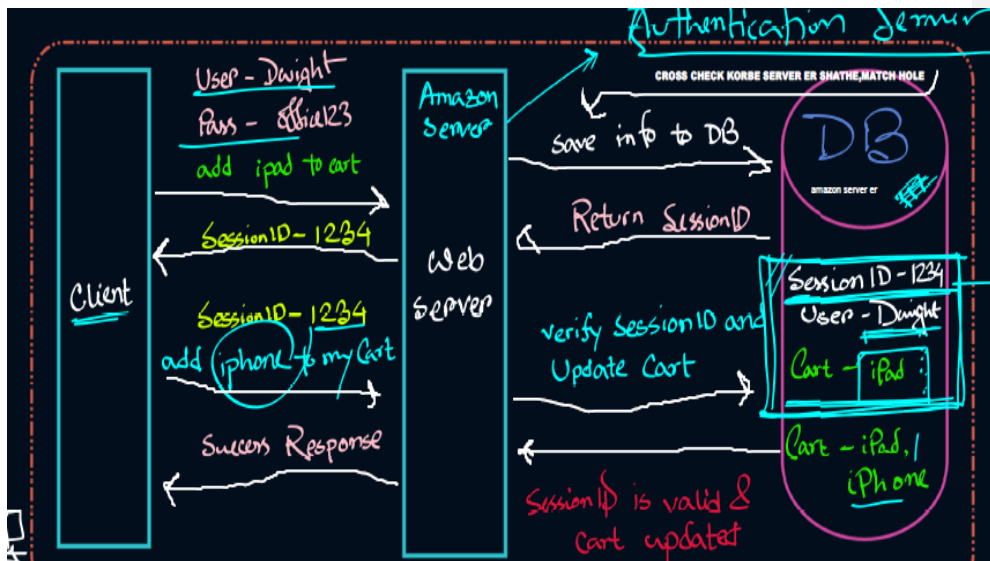 Authentication Server
CROSS CHECK KORBE SERVER ER SHATHE,MATCH HOLE
User - Dwight
Pass - office123
add ipad to cart
Amazon
Server
save info to DB
DB
amazon server er
SessionID - 1234
Return SessionID
Client
Web
Server
Session ID - 1234
User - Dwight
Cart - iPad
SessionID - 1234
add iphone to my Cart
verify SessionID and
Update Cart
Success Response
Cart - iPad,
iPhone
SessionID is valid &
Cart updated